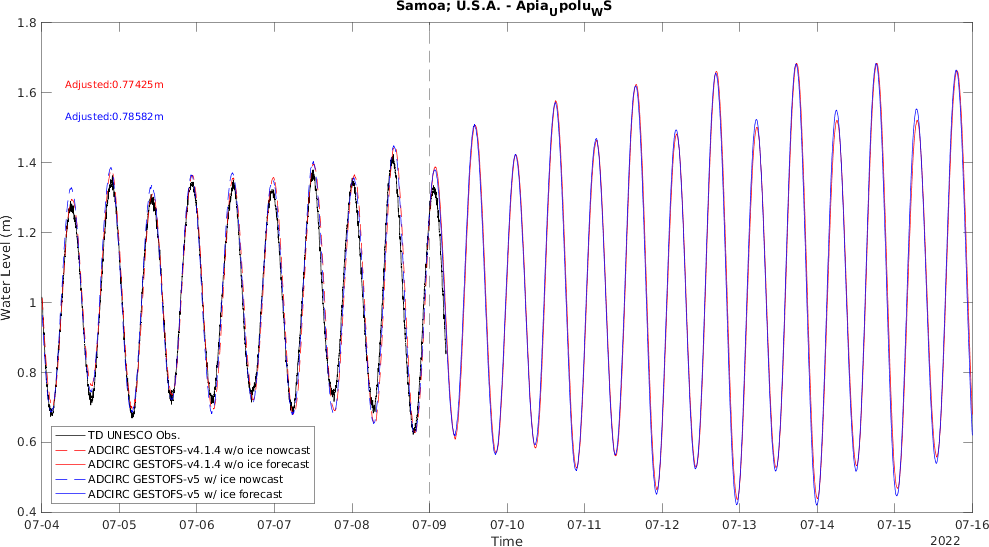 Samoa; U.S.A. - ApiaUpoluWS
1.8
1.6
1.4
1.2
1
0.8
0.6
0.4
Water Level (m)
Adjusted:0.77425m
Adjusted:0.78582m
TD UNESCO Obs.
ADCIRC GESTOFS-v4.1.4 w/o ice nowcast
ADCIRC GESTOFS-v4.1.4 w/o ice forecast
ADCIRC GESTOFS-v5 w/ ice nowcast
ADCIRC GESTOFS-v5 w/ ice forecast
07-04 07-05 07-06 07-07 07-08 07-09 07-10 07-11 07-12 07-13 07-14 07-15 07-16
Time
2022